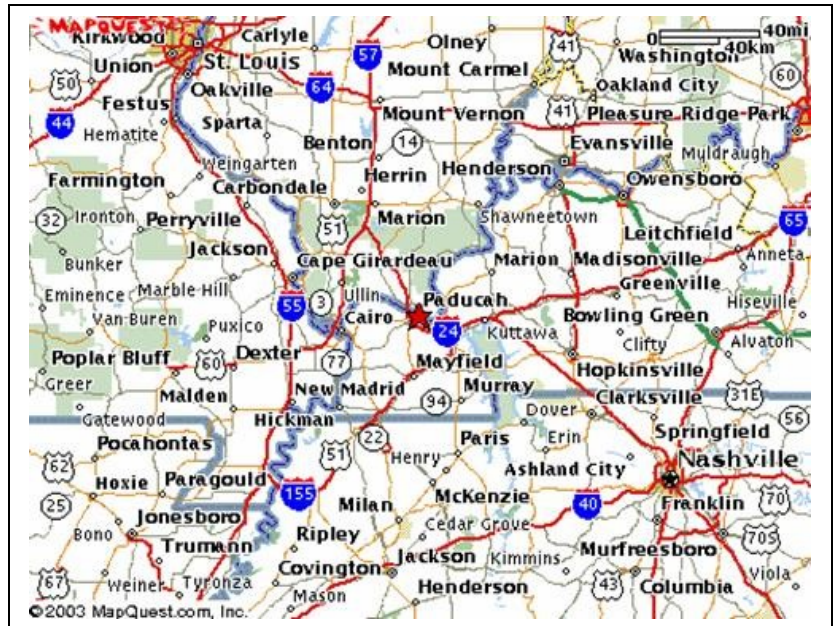 MAPQUEST
Kirkwood
Carlyle
57
Olney
41
Washington
40mi
0
40km
Union
St. Louis
Mount Carmel
Oakland City
60
50
Oakville
64
Festus
Mount Vernon
41
Pleasure Ridge Park
44
Hematite
Sparta
Benton
14
Evansville
Weingarten
Henderson
Muldraugh
Farmington
Herrin
Owensboro
Carbondale
32
Ironton
Perryville
51
Marion
Shawneetown
Leitchfield
65
Jackson
Bunker
Cape Girardeau
Marion
Madisonville
Anneta
Eminence
Marble Hill
55
3
Ullin
Paducah
Greenville
Hiseville
Van Buren
Puxico
Cairo
24
Kuttawa
Bowling Green
Poplar Bluff
60
Dexter
77
Mayfield
Clifty
Alvaton
Greer
Hopkinsville
Malden
New Madrid
94
Murray
Clarksville
31E
Gatewood
Hickman
Dover
56
Pocahontas
22
Springfield
62
51
Henry
Paris
Erin
Nashville
Hoxie
Paragould
Ashland City
25
155
Milan
McKenzie
40
Franklin
70
Jonesboro
Bono
Ripley
Cedar Grove
Murfreesboro
70S
Trumann
Covington
Jackson
Kimmins
67
Weiner
Tyronza
Mason
Henderson
43
Columbia
Viola
©2003 MapQuest.com, Inc.